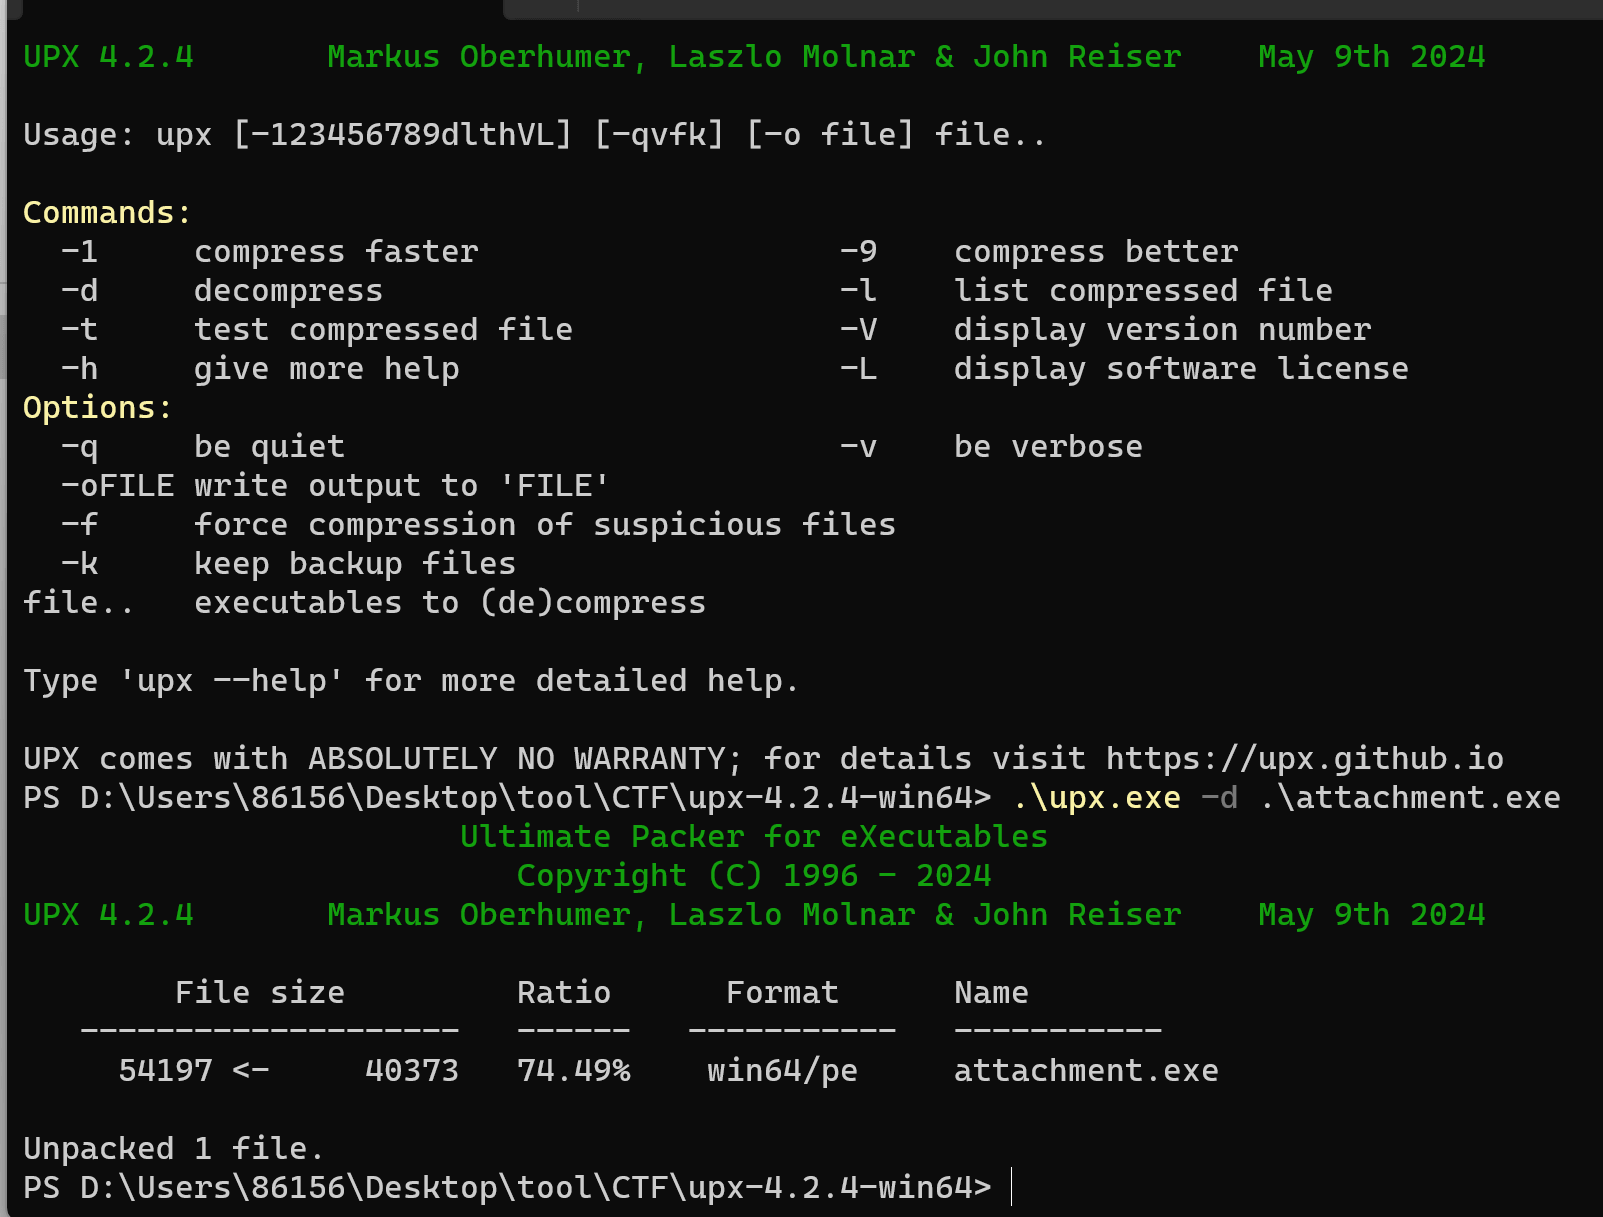 UPX 4.2.4       Markus Oberhumer, Laszlo Molnar & John Reiser    May 9th 2024
Usage: upx [-123456789dlthVL] [-qvfk] [-o file] file..
Commands:
  -1     compress faster                   -9    compress better
  -d     decompress                        -l    list compressed file
  -t     test compressed file              -V    display version number
  -h     give more help                    -L    display software license
Options:
  -q     be quiet                          -v    be verbose
  -oFILE write output to 'FILE'
  -f     force compression of suspicious files
  -k     keep backup files
file..   executables to (de)compress
Type 'upx --help' for more detailed help.
UPX comes with ABSOLUTELY NO WARRANTY; for details visit https://upx.github.io
PS D:\Users\86156\Desktop\tool\CTF\upx-4.2.4-win64> .\upx.exe -d .\attachment.exe
                       Ultimate Packer for eXecutables
                          Copyright (C) 1996 - 2024
UPX 4.2.4       Markus Oberhumer, Laszlo Molnar & John Reiser    May 9th 2024
        File size         Ratio      Format      Name
   --------------------   ------   -----------   -----------
     54197 <-     40373   74.49%    win64/pe     attachment.exe
Unpacked 1 file.
PS D:\Users\86156\Desktop\tool\CTF\upx-4.2.4-win64>